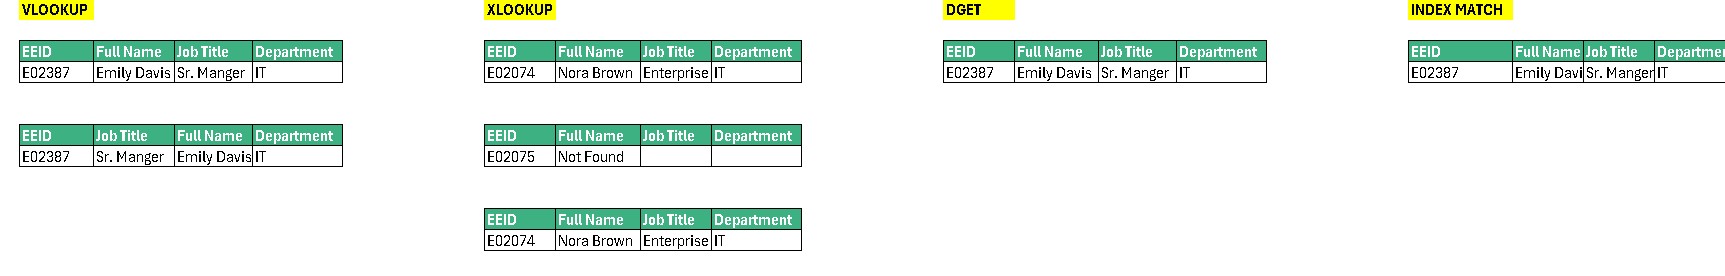 VLOOKUP XLOOKUP DGET INDEX MATCH
EEID Full Name Job Title Department EEID Full Name Job Title Department EEID Full Name Job Title Department EEID Full Name Job Title Departmer
E02387 Emily Davis Sr. Manger IT E02074 Nora Brown Enterprise IT E02387 Emily Davis Sr. Manger IT E02387 Emily Davi Sr. Manger IT
EEID Job Title Full Name Department EEID Full Name Job Title Department
E02387 Sr. Manger Emily Davis IT E02075 Not Found
EEID Full Name Job Title Department
E02074 Nora Brown Enterprise IT